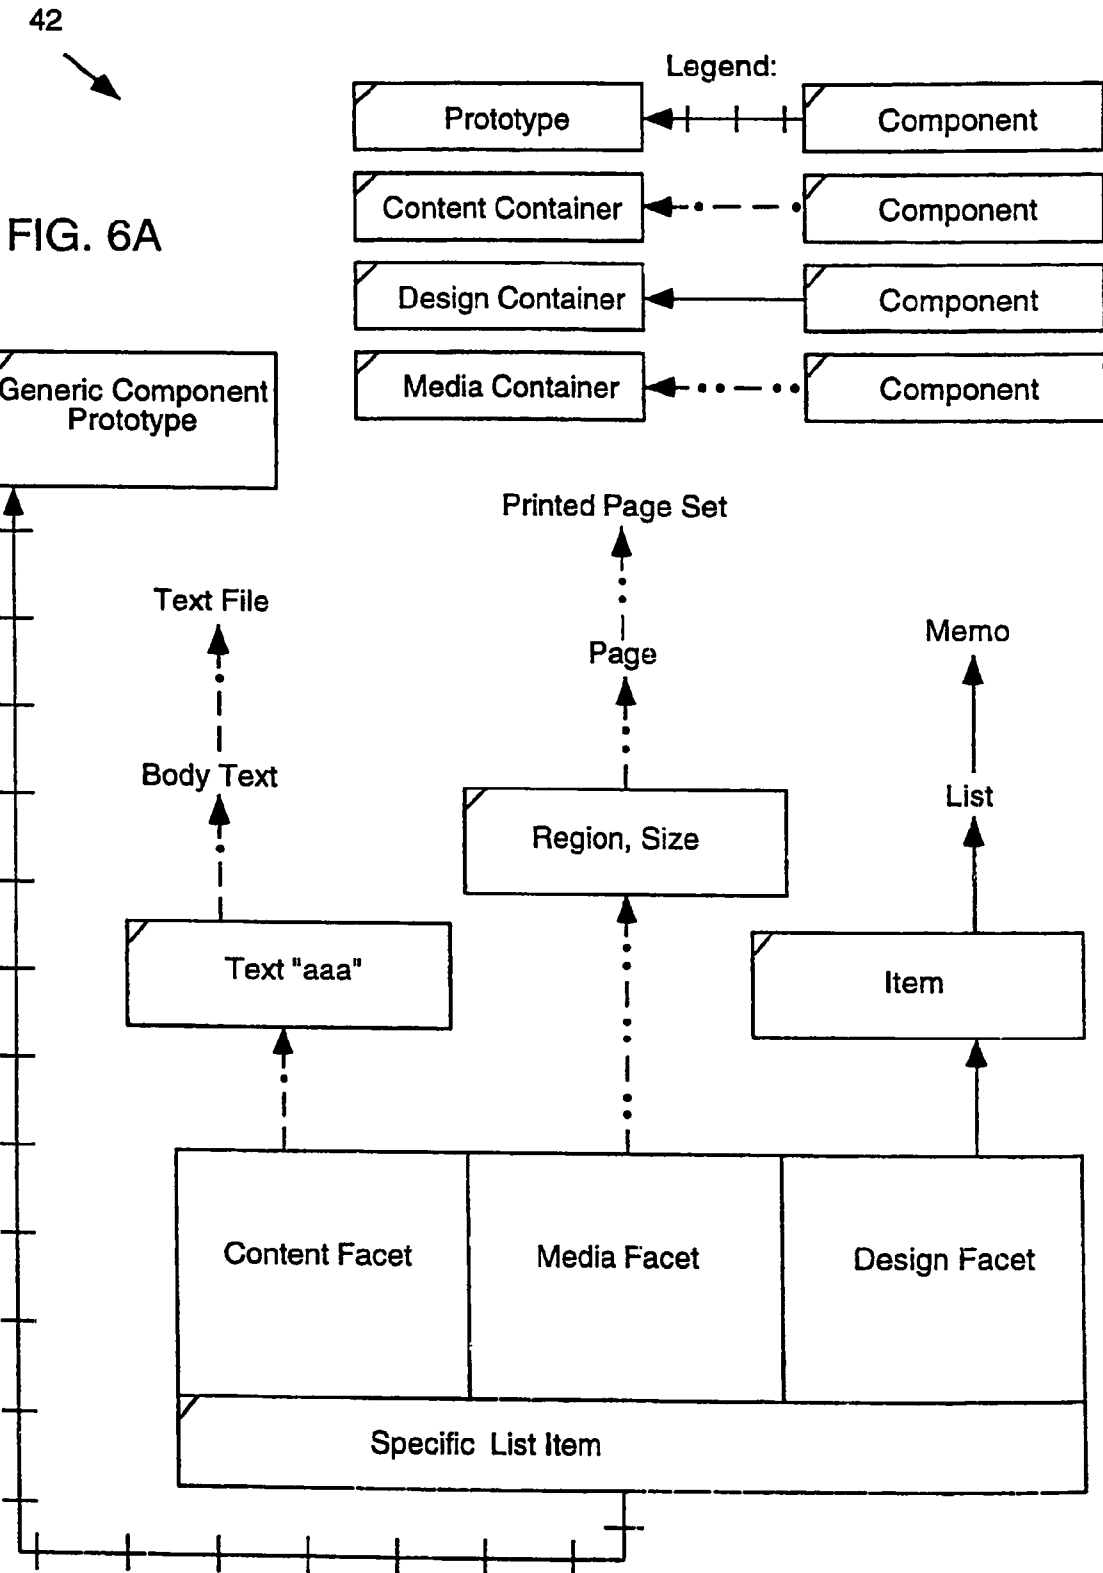 42
Legend:
Prototype
Component
FIG. 6A
Content Container
Component
Design Container
Component
Media Container
Component
Generic Component
Prototype
Printed Page Set
Text File
Memo
Page
Body Text
List
Region, Size
Text "aaa"
Item
Content Facet
Media Facet
Design Facet
Specific List Item